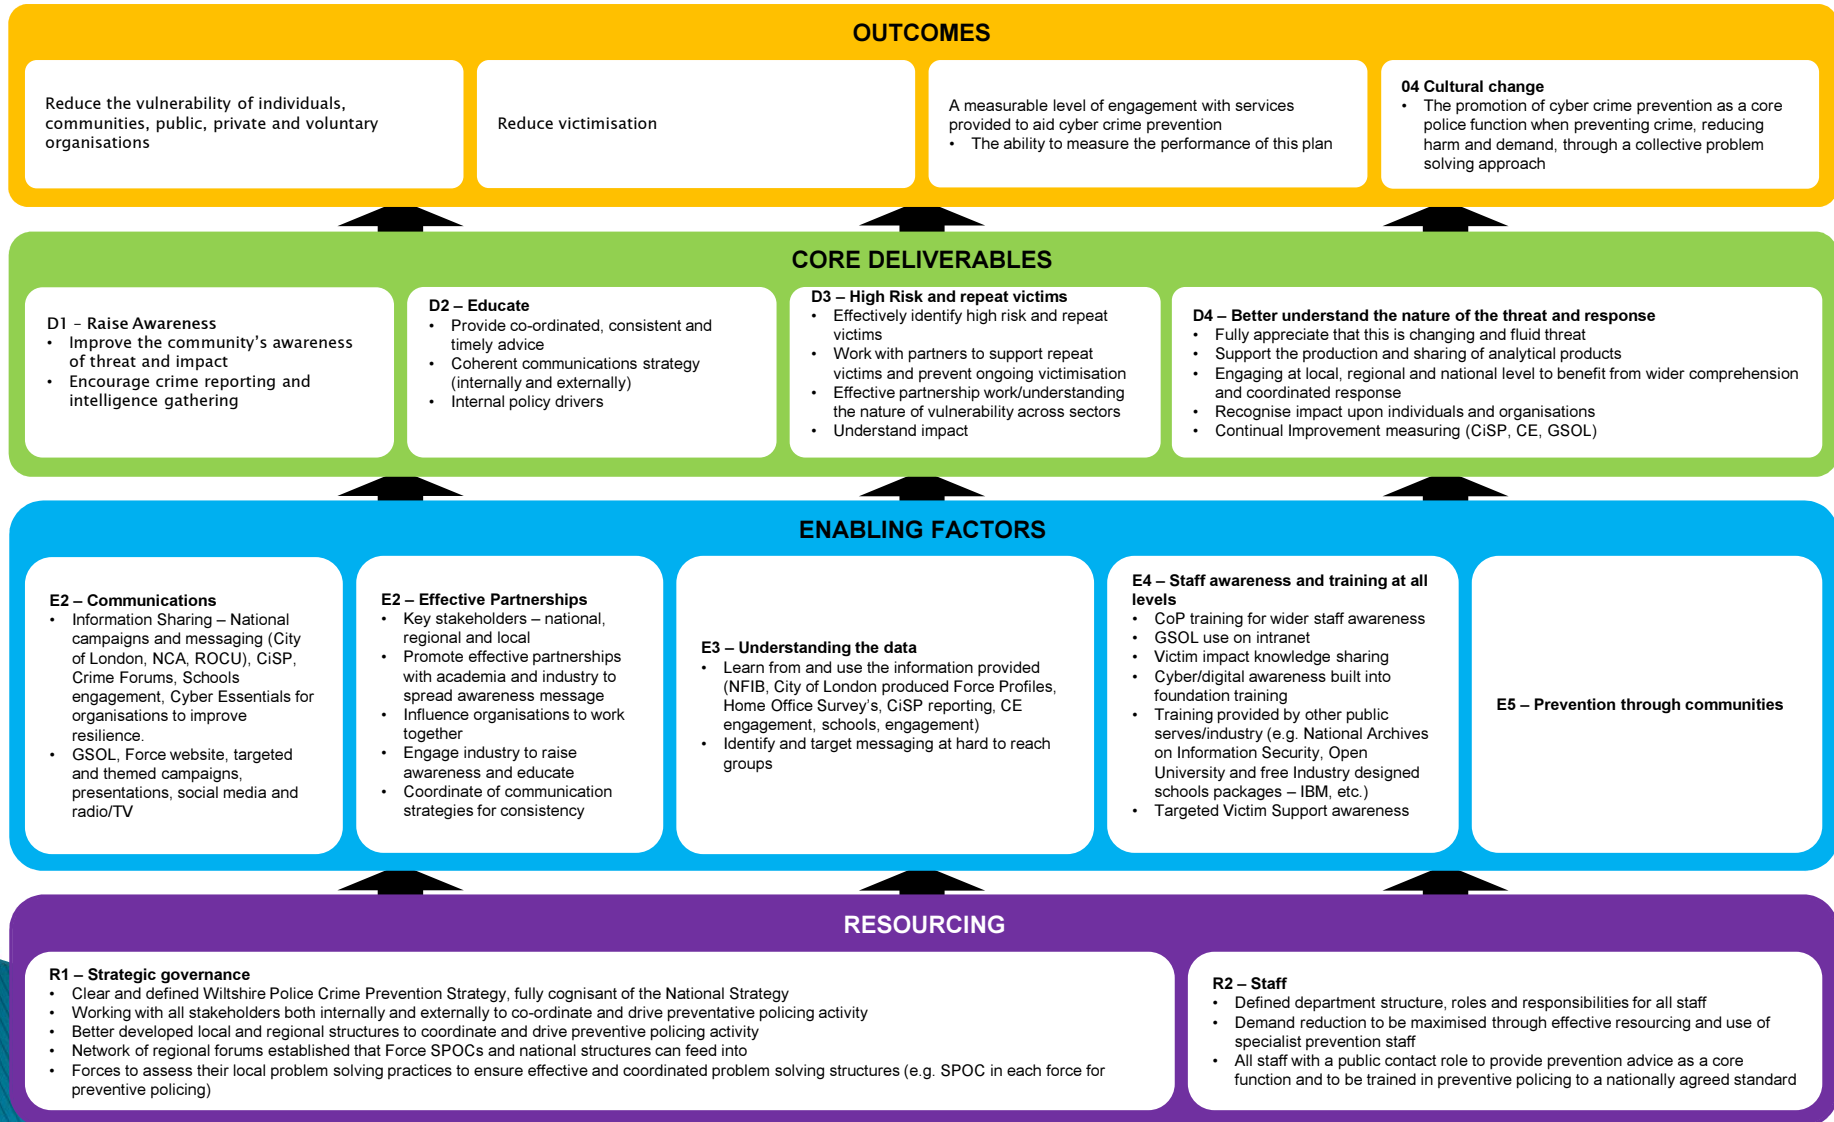 OUTCOMES
Reduce the vulnerability of individuals,
communities, public, private and voluntary
organisations
Reduce victimisation
A measurable level of engagement with services
provided to aid cyber crime prevention
• The ability to measure the performance of this plan
04 Cultural change
• The promotion of cyber crime prevention as a core
police function when preventing crime, reducing
harm and demand, through a collective problem
solving approach
CORE DELIVERABLES
D1 – Raise Awareness
• Improve the community's awareness
of threat and impact
• Encourage crime reporting and
intelligence gathering
D2 – Educate
• Provide co-ordinated, consistent and
timely advice
• Coherent communications strategy
(internally and externally)
• Internal policy drivers
D3 – High Risk and repeat victims
• Effectively identify high risk and repeat
victims
• Work with partners to support repeat
victims and prevent ongoing victimisation
• Effective partnership work/understanding
the nature of vulnerability across sectors
• Understand impact
D4 – Better understand the nature of the threat and response
• Fully appreciate that this is changing and fluid threat
• Support the production and sharing of analytical products
• Engaging at local, regional and national level to benefit from wider comprehension
and coordinated response
• Recognise impact upon individuals and organisations
• Continual Improvement measuring (CiSP, CE, GSOL)
ENABLING FACTORS
E2 – Communications
• Information Sharing – National
campaigns and messaging (City
of London, NCA, ROCU), CiSP,
Crime Forums, Schools
engagement, Cyber Essentials for
organisations to improve
resilience.
• GSOL, Force website, targeted
and themed campaigns,
presentations, social media and
radio/TV
E2 – Effective Partnerships
• Key stakeholders – national,
regional and local
• Promote effective partnerships
with academia and industry to
spread awareness message
• Influence organisations to work
together
• Engage industry to raise
awareness and educate
• Coordinate of communication
strategies for consistency
E3 – Understanding the data
• Learn from and use the information provided
(NFIB, City of London produced Force Profiles,
Home Office Survey's, CiSP reporting, CE
engagement, schools, engagement)
• Identify and target messaging at hard to reach
groups
E4 – Staff awareness and training at all
levels
• CoP training for wider staff awareness
• GSOL use on intranet
• Victim impact knowledge sharing
• Cyber/digital awareness built into
foundation training
• Training provided by other public
serves/industry (e.g. National Archives
on Information Security, Open
University and free Industry designed
schools packages – IBM, etc.)
• Targeted Victim Support awareness
E5 – Prevention through communities
RESOURCING
R1 – Strategic governance
• Clear and defined Wiltshire Police Crime Prevention Strategy, fully cognisant of the National Strategy
• Working with all stakeholders both internally and externally to co-ordinate and drive preventative policing activity
• Better developed local and regional structures to coordinate and drive preventive policing activity
• Network of regional forums established that Force SPOCs and national structures can feed into
• Forces to assess their local problem solving practices to ensure effective and coordinated problem solving structures (e.g. SPOC in each force for
preventive policing)
R2 – Staff
• Defined department structure, roles and responsibilities for all staff
• Demand reduction to be maximised through effective resourcing and use of
specialist prevention staff
• All staff with a public contact role to provide prevention advice as a core
function and to be trained in preventive policing to a nationally agreed standard